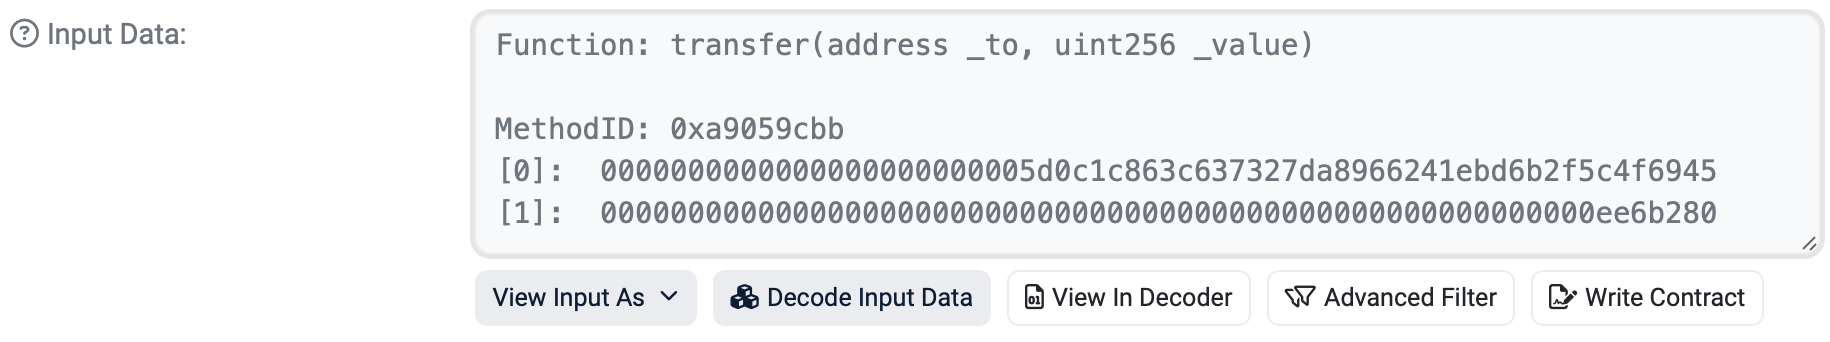 Input Data:
Function: transfer(address _to, uint256 _value)
MethodID: 0xa9059cbb
[0]: 0000000000000000000000005d0c1c863c637327da8966241ebd6b2f5c4f6945
[1]: 000000000000000000000000000000000000000000000000000000000ee6b280
View Input As Decode Input Data View In Decoder Advanced Filter Write Contract